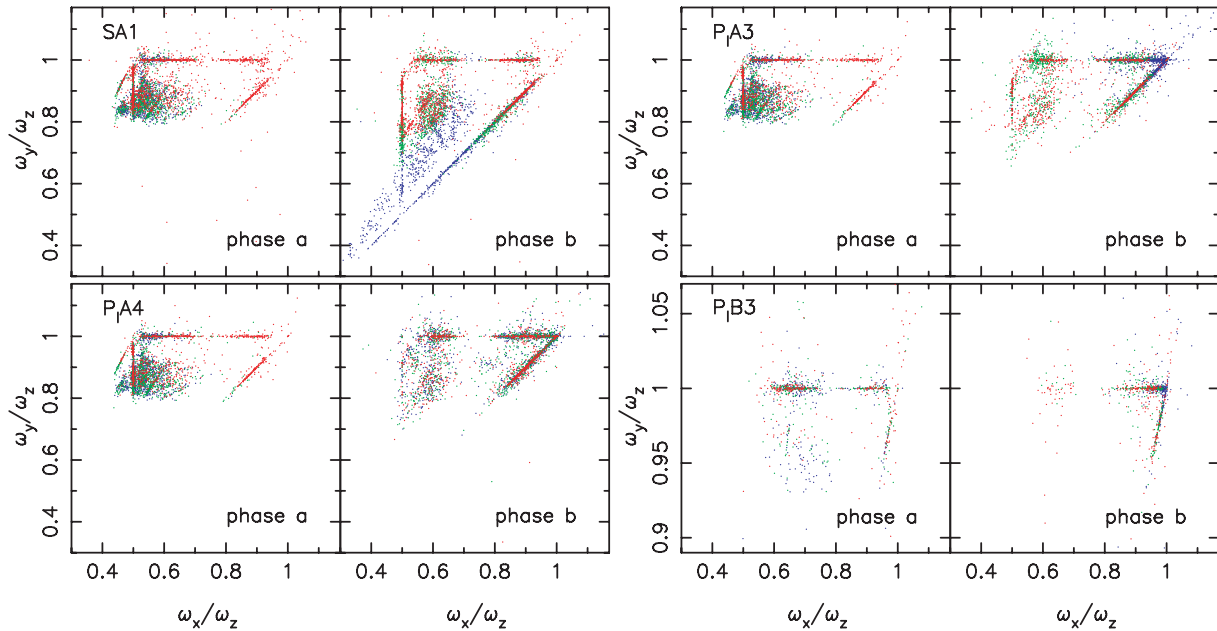 SA1
P_lA3
1
0.8
0.6
0.4
ω_y/ω_z
phase a
phase b
1
0.8
0.6
0.4
ω_y/ω_z
phase a
phase b
P_lA4
P_lB3
1
0.8
0.6
0.4
ω_y/ω_z
phase a
phase b
1.05
1
0.95
0.9
ω_y/ω_z
phase a
phase b
0.4 0.6 0.8 1
0.4 0.6 0.8 1
0.4 0.6 0.8 1
0.4 0.6 0.8 1
ω_x/ω_z
ω_x/ω_z
ω_x/ω_z
ω_x/ω_z